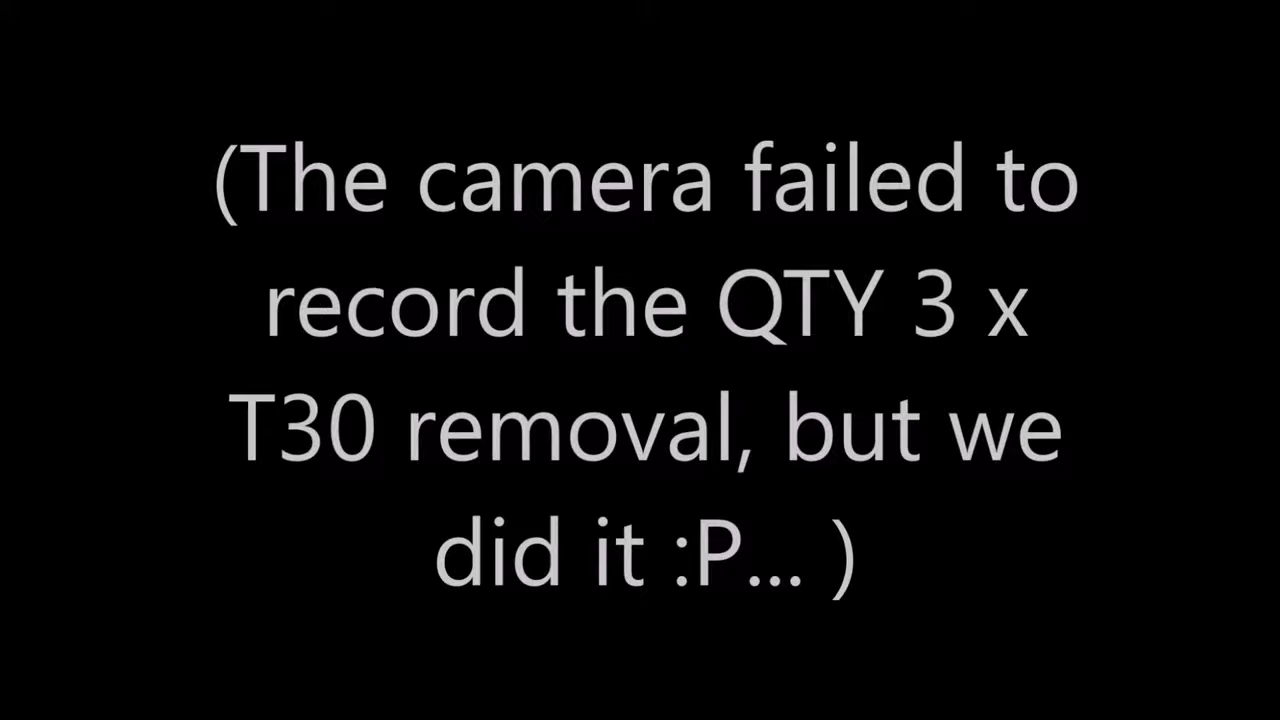 (The camera failed to
record the QTY 3 x
T30 removal, but we
did it :P... )